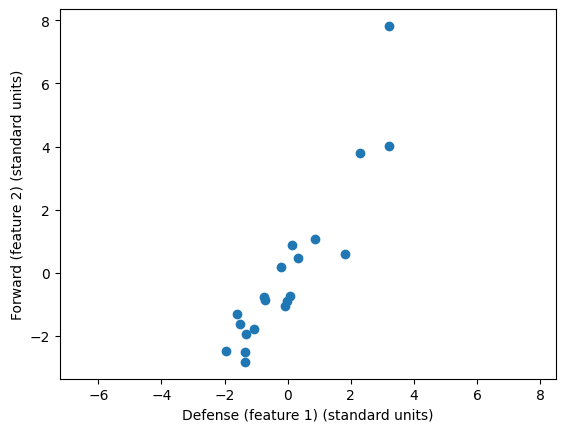 8
6
4
2
0
−2
Forward (feature 2) (standard units)
−6 −4 −2 0 2 4 6 8
Defense (feature 1) (standard units)